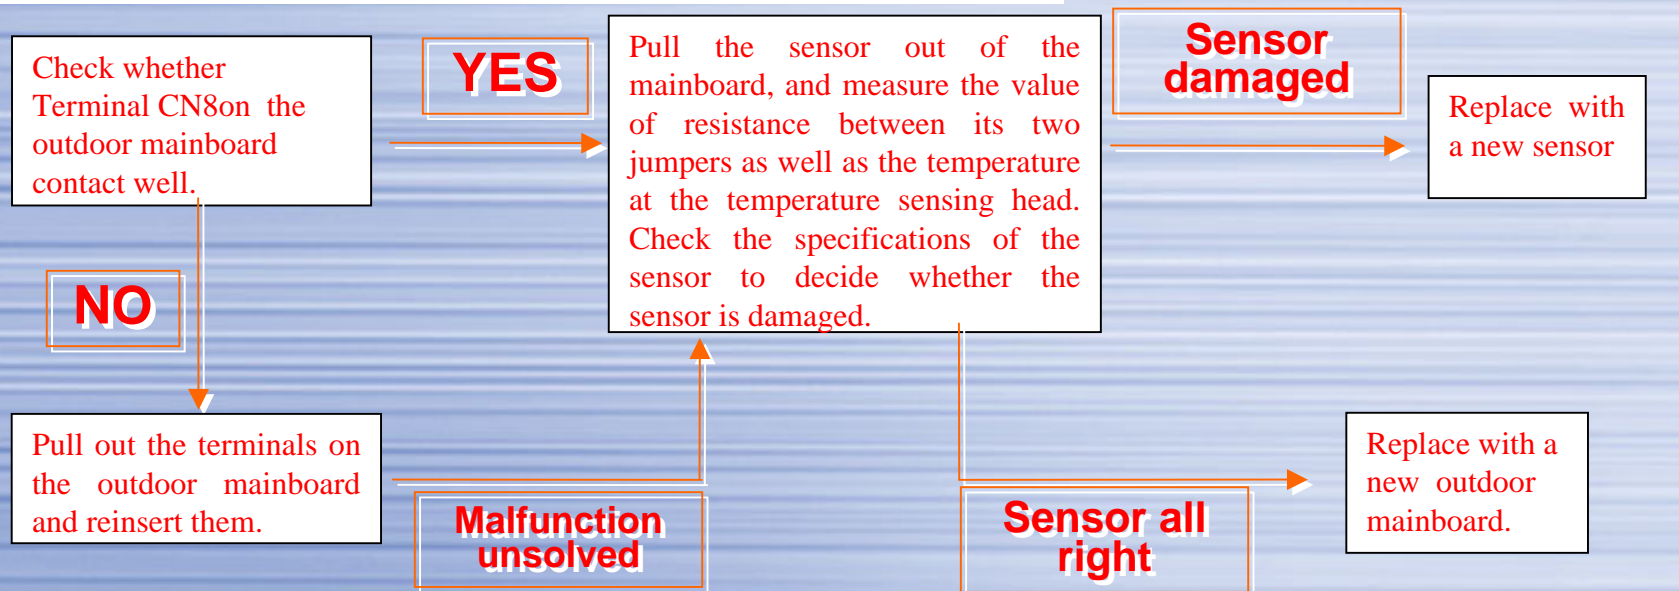 Check whether
Terminal CN8on the
outdoor mainboard
contact well.
YES
Pull the sensor out of the
mainboard, and measure the value
of resistance between its two
jumpers as well as the temperature
at the temperature sensing head.
Check the specifications of the
sensor to decide whether the
sensor is damaged.
Sensor
damaged
Replace with
a new sensor
NO
Pull out the terminals on
the outdoor mainboard
and reinsert them.
Malfunction
unsolved
Sensor all
right
Replace with a
new outdoor
mainboard.